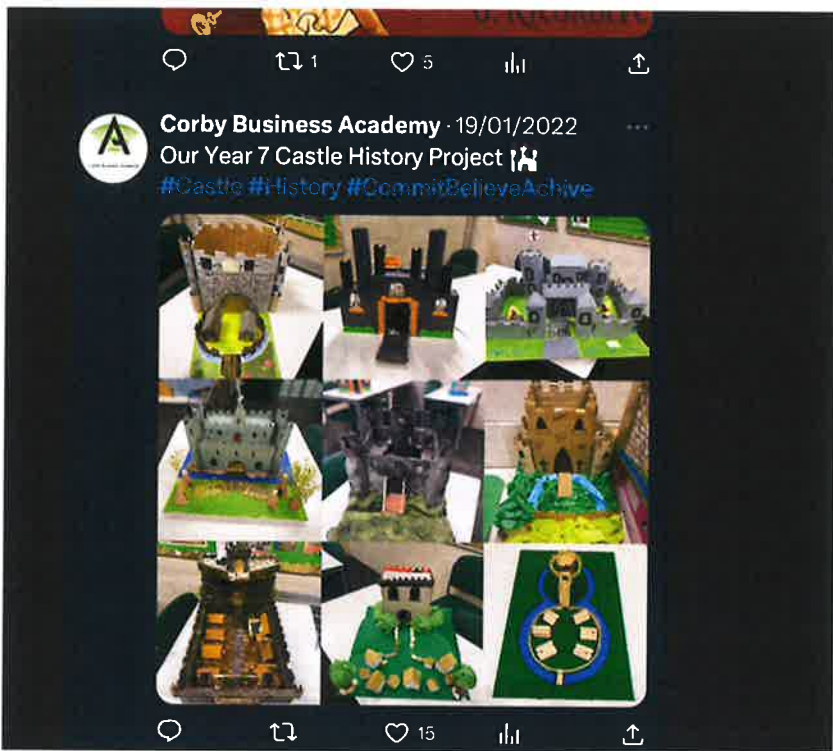 1 5
Corby Business Academy · 19/01/2022
Our Year 7 Castle History Project
#Castle #History #CommitBelieveAchive
15